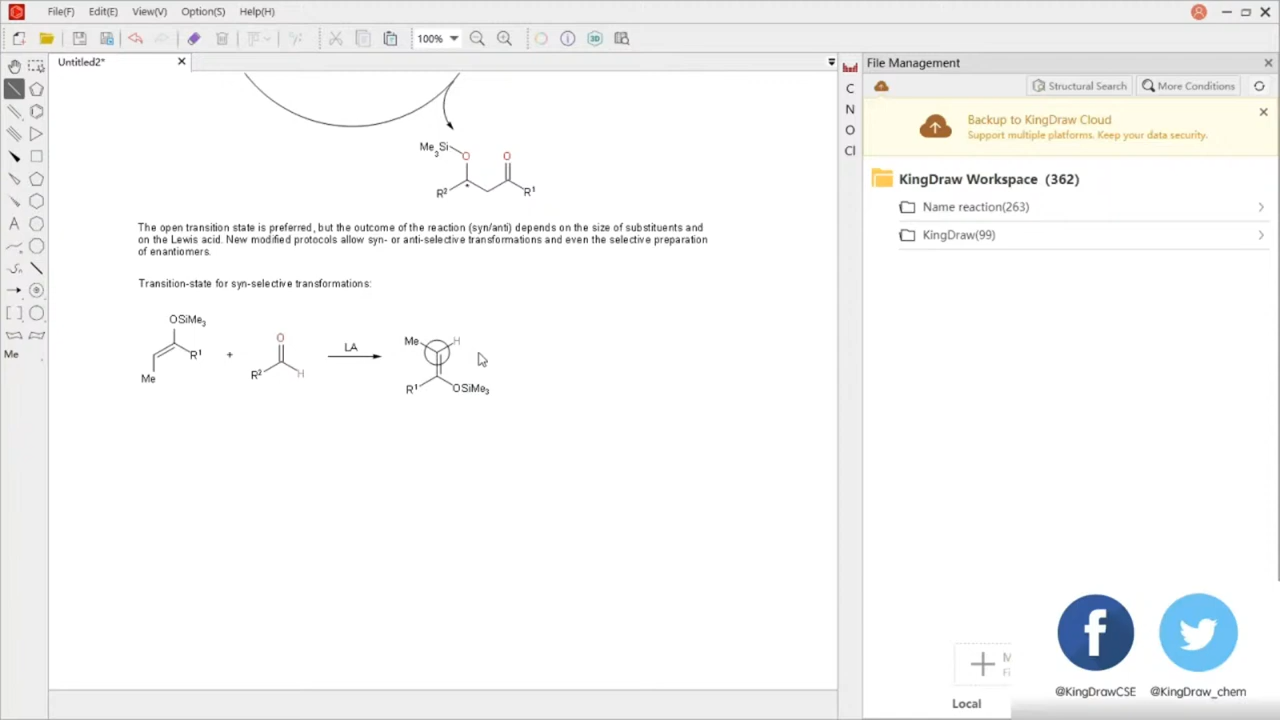 File(F) Edit(E) View(V) Option(S) Help(H)
100%
Untitled2*
File Management
Structural Search More Conditions
Backup to KingDraw Cloud
Support multiple platforms. Keep your data security.
KingDraw Workspace (362)
Name reaction(263)
KingDraw(99)
C
N
O
Cl
A
Me
3D
Me3Si O O
R2 * R1
The open transition state is preferred, but the outcome of the reaction (syn/anti) depends on the size of substituents and
on the Lewis acid. New modified protocols allow syn- or anti-selective transformations and even the selective preparation
of enantiomers.
Transition-state for syn-selective transformations:
OSiMe3
R1
Me
+
O
R2 H
LA
Me H
R1 OSiMe3
Local
@KingDrawCSE @KingDraw_chem